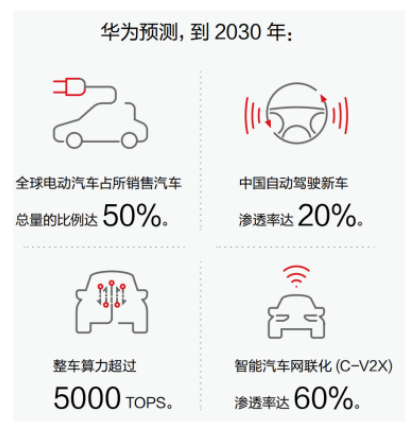 华为预测，到 2030 年：
全球电动汽车占所销售汽车
总量的比例达 50%。
中国自动驾驶新车
渗透率达 20%。
整车算力超过
5000 TOPS。
智能汽车网联化 (C-V2X)
渗透率达 60%。